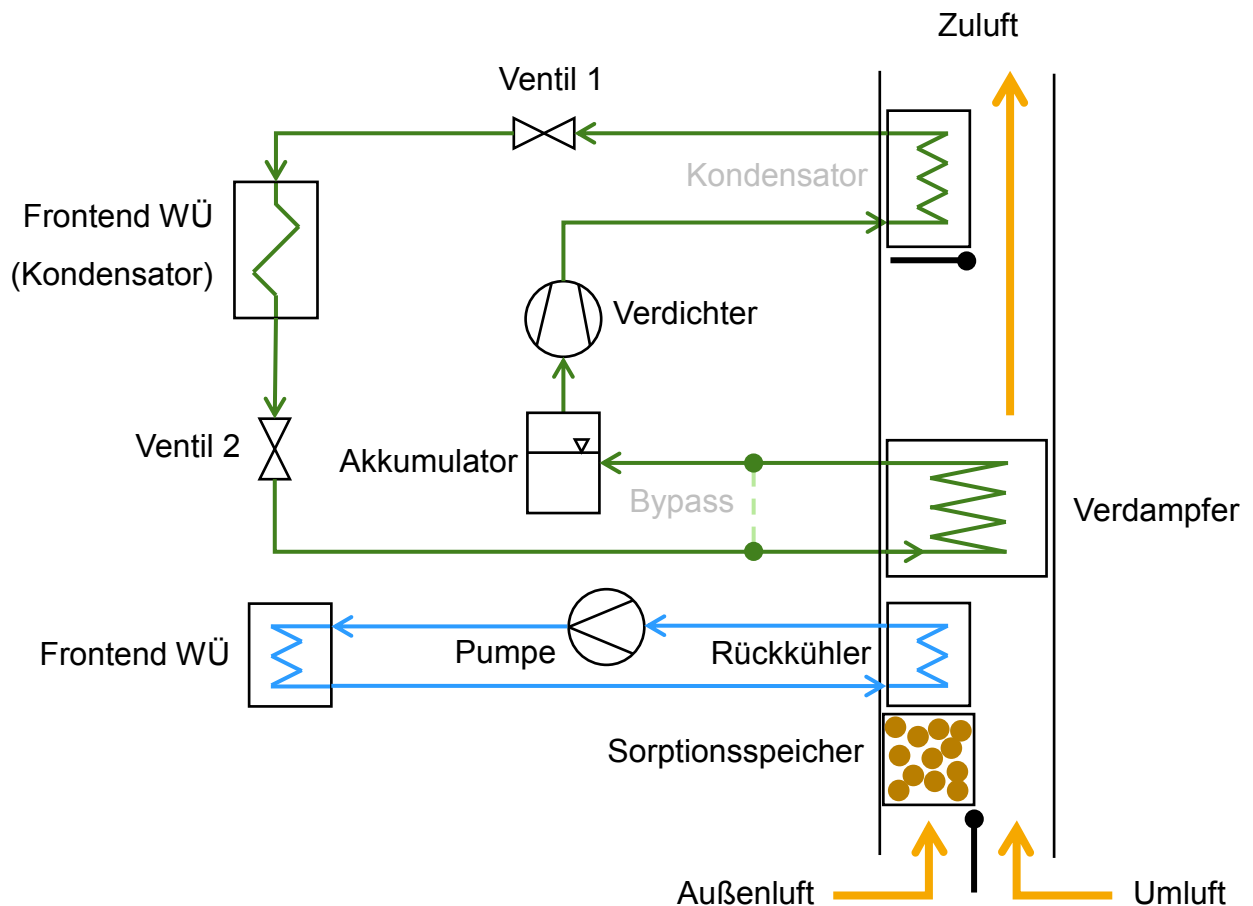 Zuluft
Ventil 1
Kondensator
Frontend WÜ
(Kondensator)
Verdichter
Ventil 2
Akkumulator
Bypass
Verdampfer
Frontend WÜ
Pumpe
Rückkühler
Sorptionsspeicher
Außenluft
Umluft